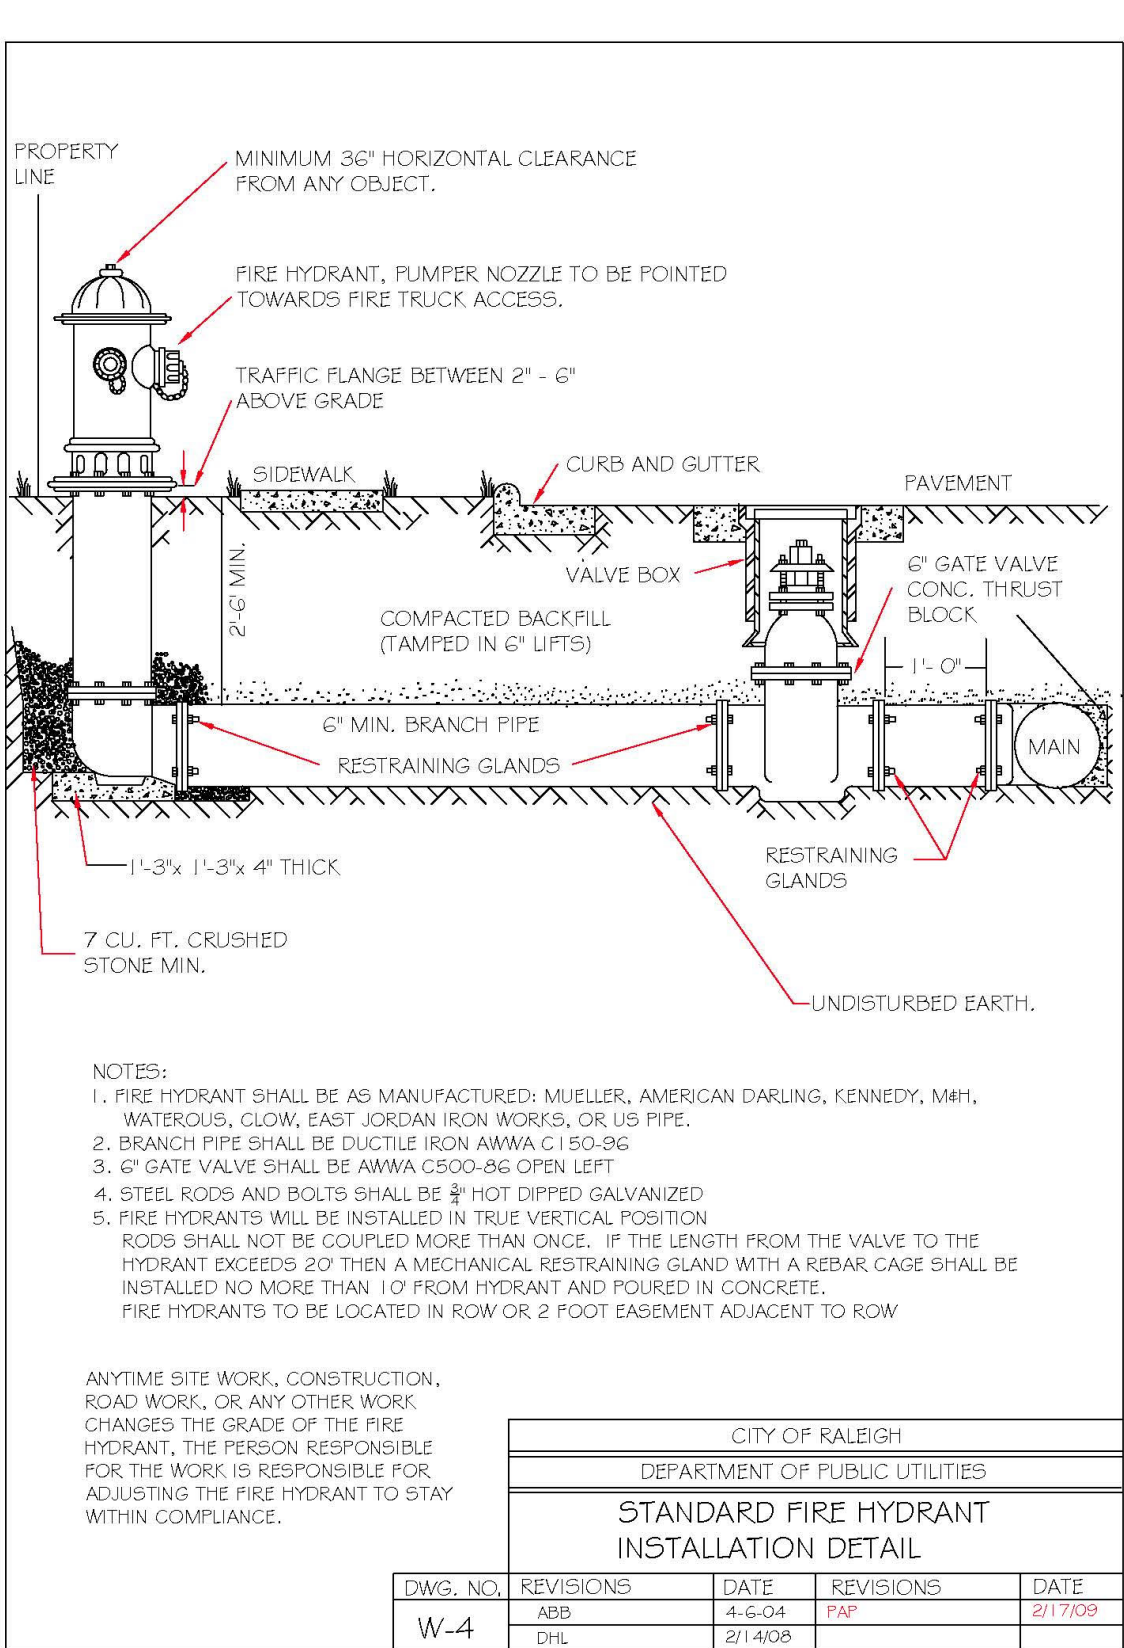 PROPERTY
LINE
MINIMUM 36" HORIZONTAL CLEARANCE
FROM ANY OBJECT.
FIRE HYDRANT, PUMPER NOZZLE TO BE POINTED
TOWARDS FIRE TRUCK ACCESS.
TRAFFIC FLANGE BETWEEN 2" - 6"
ABOVE GRADE
SIDEWALK
CURB AND GUTTER
PAVEMENT
2'-6' MIN.
VALVE BOX
6" GATE VALVE
CONC. THRUST
BLOCK
COMPACTED BACKFILL
(TAMPED IN 6" LIFTS)
1'- 0"
6" MIN. BRANCH PIPE
MAIN
RESTRAINING GLANDS
RESTRAINING
GLANDS
1'-3"x 1'-3"x 4" THICK
7 CU. FT. CRUSHED
STONE MIN.
UNDISTURBED EARTH.
NOTES:
1. FIRE HYDRANT SHALL BE AS MANUFACTURED: MUELLER, AMERICAN DARLING, KENNEDY, M&H,
WATEROUS, CLOW, EAST JORDAN IRON WORKS, OR US PIPE.
2. BRANCH PIPE SHALL BE DUCTILE IRON AWWA C150-96
3. 6" GATE VALVE SHALL BE AWWA C500-86 OPEN LEFT
4. STEEL RODS AND BOLTS SHALL BE 3/4" HOT DIPPED GALVANIZED
5. FIRE HYDRANTS WILL BE INSTALLED IN TRUE VERTICAL POSITION
RODS SHALL NOT BE COUPLED MORE THAN ONCE. IF THE LENGTH FROM THE VALVE TO THE
HYDRANT EXCEEDS 20' THEN A MECHANICAL RESTRAINING GLAND WITH A REBAR CAGE SHALL BE
INSTALLED NO MORE THAN 10' FROM HYDRANT AND POURED IN CONCRETE.
FIRE HYDRANTS TO BE LOCATED IN ROW OR 2 FOOT EASEMENT ADJACENT TO ROW
ANYTIME SITE WORK, CONSTRUCTION,
ROAD WORK, OR ANY OTHER WORK
CHANGES THE GRADE OF THE FIRE
HYDRANT, THE PERSON RESPONSIBLE
FOR THE WORK IS RESPONSIBLE FOR
ADJUSTING THE FIRE HYDRANT TO STAY
WITHIN COMPLIANCE.
CITY OF RALEIGH
DEPARTMENT OF PUBLIC UTILITIES
STANDARD FIRE HYDRANT
INSTALLATION DETAIL
DWG. NO. REVISIONS DATE REVISIONS DATE
W-4
ABB 4-6-04 PAP 2/17/09
DHL 2/14/08